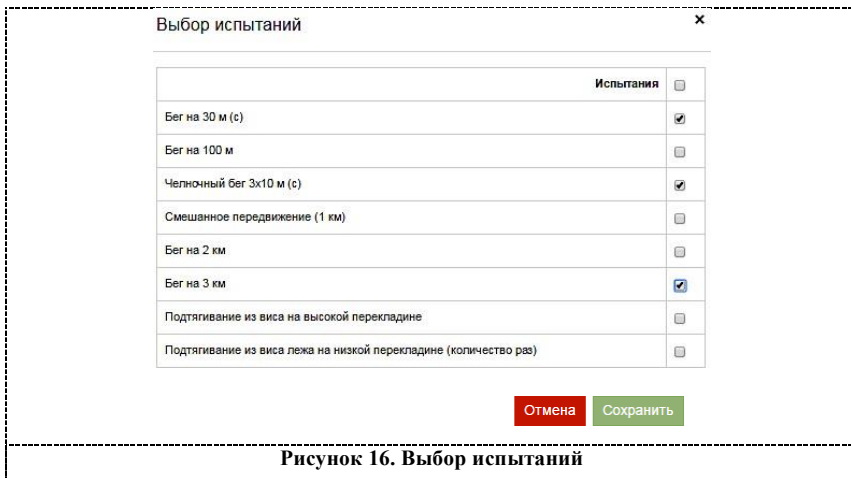 Выбор испытаний
×
Испытания
Бег на 30 м (с)
Бег на 100 м
Челночный бег 3х10 м (с)
Смешанное передвижение (1 км)
Бег на 2 км
Бег на 3 км
Подтягивание из виса на высокой перекладине
Подтягивание из виса лежа на низкой перекладине (количество раз)
Отмена Сохранить
Рисунок 16. Выбор испытаний